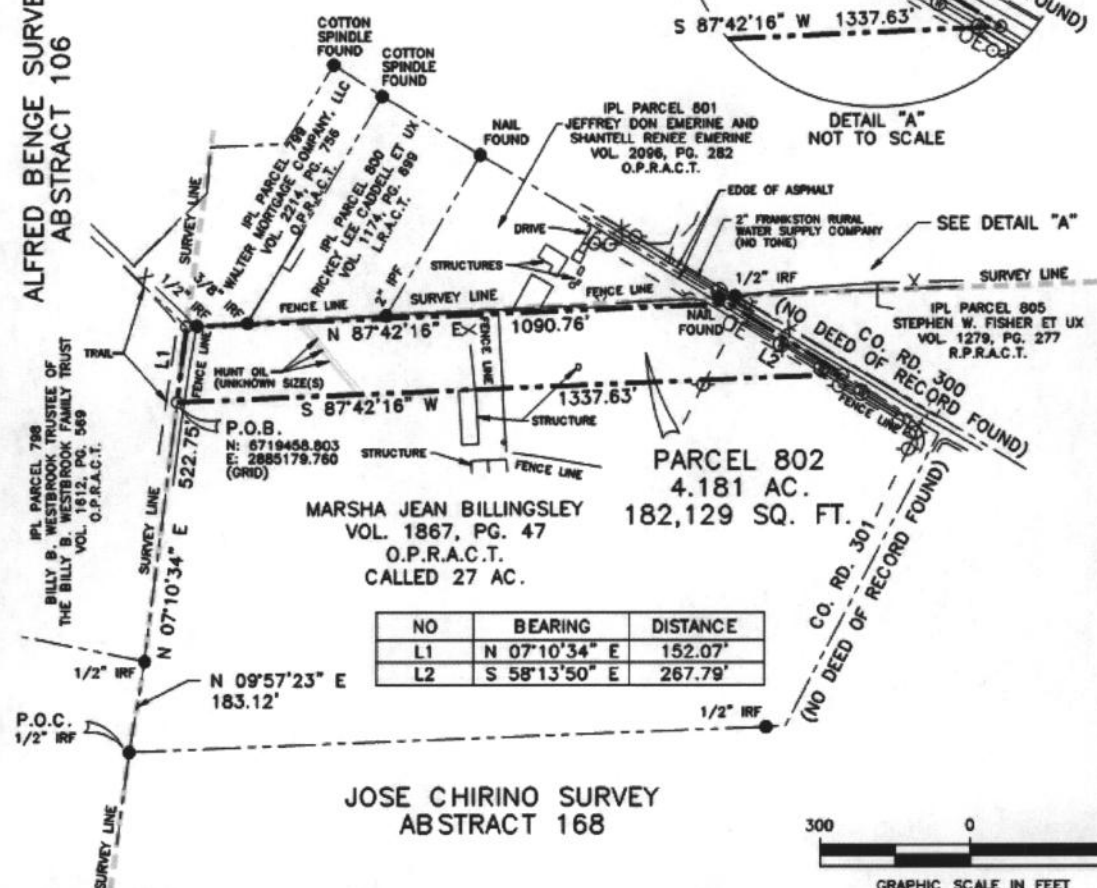 ALFRED BENGE SURVE
ABSTRACT 106
COTTON
SPINDLE
FOUND
COTTON
SPINDLE
FOUND
NAIL
FOUND
S 87°42'16" W 1337.63'
OE
OUND)
DETAIL "A"
NOT TO SCALE
IPL PARCEL 801
JEFFREY DON EMERINE AND
SHANTELL RENEE EMERINE
VOL. 2096, PG. 282
O.P.R.A.C.T.
IPL PARCEL 799
WALTER MORTGAGE COMPANY, LLC
VOL. 2214, PG. 756
O.P.R.A.C.T.
IPL PARCEL 800
RICKEY LEE CADDELL ET UX
VOL. 1174, PG. 899
L.R.A.C.T.
SURVEY LINE
EDGE OF ASPHALT
2" FRANKSTON RURAL
WATER SUPPLY COMPANY
(NO TONE)
SEE DETAIL "A"
DRIVE
STRUCTURES
1/2" IRF
3/8" IRF
2" IPF
1/2" IRF
SURVEY LINE
FENCE LINE
SURVEY LINE
FENCE LINE
N 87°42'16" E
1090.76'
NAIL
FOUND
OE
L2
IPL PARCEL 805
STEPHEN W. FISHER ET UX
VOL. 1279, PG. 277
R.P.R.A.C.T.
CO. RD. 300
(NO DEED OF RECORD FOUND)
TRAIL
L1
FENCE LINE
HUNT OIL
(UNKNOWN SIZE(S)
FENCE LINE
S 87°42'16" W
1337.63'
FENCE LINE
P.O.B.
N: 6719458.803
E: 2885179.760
(GRID)
STRUCTURE
STRUCTURE
FENCE LINE
PARCEL 802
4.181 AC.
182,129 SQ. FT.
IPL PARCEL 798
BILLY B. WESTBROOK TRUSTEE OF
THE BILLY B. WESTBROOK FAMILY TRUST
VOL. 1612, PG. 569
O.P.R.A.C.T.
SURVEY LINE
N 07°10'34" E
522.75'
MARSHA JEAN BILLINGSLEY
VOL. 1867, PG. 47
O.P.R.A.C.T.
CALLED 27 AC.
CO. RD. 301
(NO DEED OF RECORD FOUND)
NO BEARING DISTANCE
L1 N 07°10'34" E 152.07'
L2 S 58°13'50" E 267.79'
1/2" IRF
N 09°57'23" E
183.12'
P.O.C.
1/2" IRF
1/2" IRF
SURVEY LINE
JOSE CHIRINO SURVEY
ABSTRACT 168
300 0
GRAPHIC SCALE IN FEET